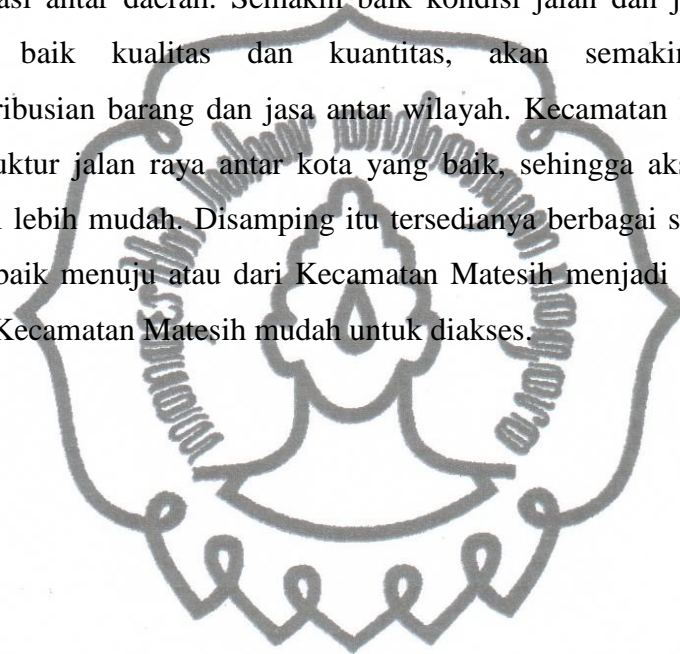 asi antar daerah. Semakin baik kondisi jalan dan j
baik kualitas dan kuantitas, akan semakin
ribusian barang dan jasa antar wilayah. Kecamatan
uktur jalan raya antar kota yang baik, sehingga aks
lebih mudah. Disamping itu tersedianya berbagai s
baik menuju atau dari Kecamatan Matesih menjadi
Kecamatan Matesih mudah untuk diakses.